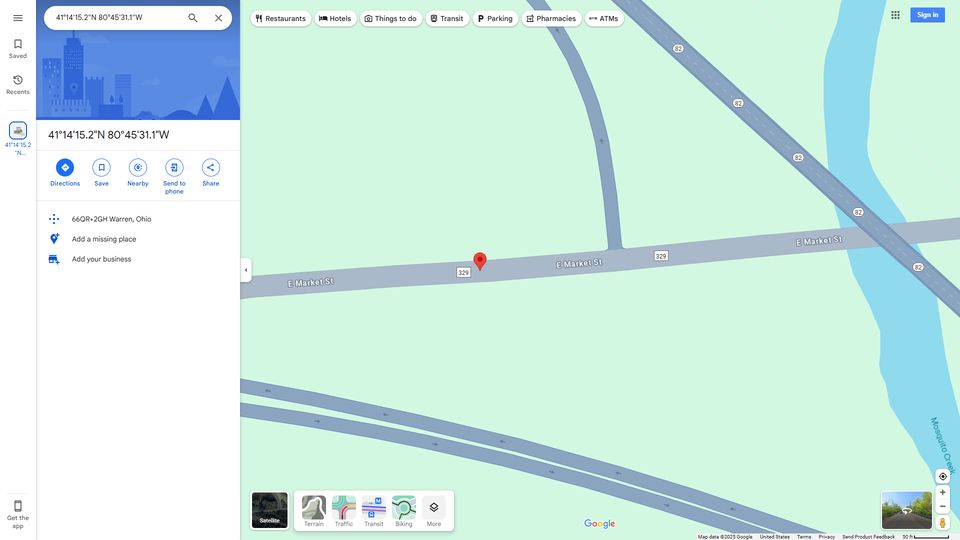 41°14'15.2"N 80°45'31.1"W
Restaurants
Hotels
Things to do
Transit
Parking
Pharmacies
ATMs
Sign in
Saved
Recents
41°14'15.2
"N...
41°14'15.2"N 80°45'31.1"W
Directions
Save
Nearby
Send to
phone
Share
66QR+2GH Warren, Ohio
Add a missing place
Add your business
82
82
82
82
82
E Market St
329
E Market St
329
E Market St
Mosquito Creek
Get the
app
Satellite
Terrain
Traffic
Transit
Biking
More
Google
Map data ©2025 Google
United States
Terms
Privacy
Send Product Feedback
50 ft